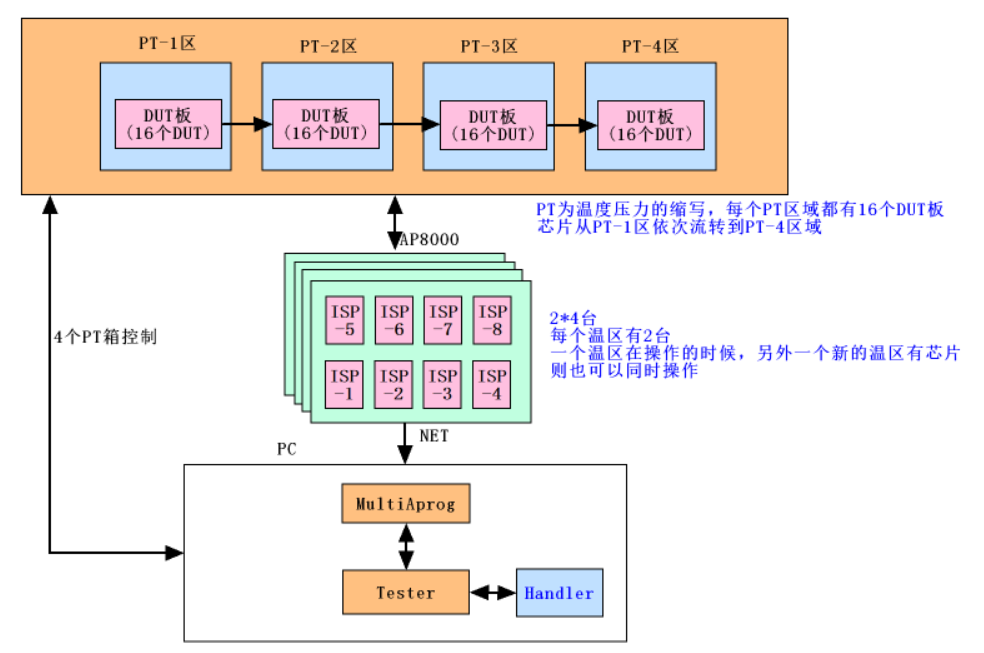 PT-1区
PT-2区
PT-3区
PT-4区
DUT板
(16个DUT)
DUT板
(16个DUT)
DUT板
(16个DUT)
DUT板
(16个DUT)
PT为温度压力的缩写，每个PT区域都有16个DUT板
芯片从PT-1区依次流转到PT-4区域
AP8000
ISP
-5
ISP
-6
ISP
-7
ISP
-8
ISP
-1
ISP
-2
ISP
-3
ISP
-4
2*4台
每个温区有2台
一个温区在操作的时候，另外一个新的温区有芯片
则也可以同时操作
4个PT箱控制
NET
PC
MultiAprog
Tester
Handler